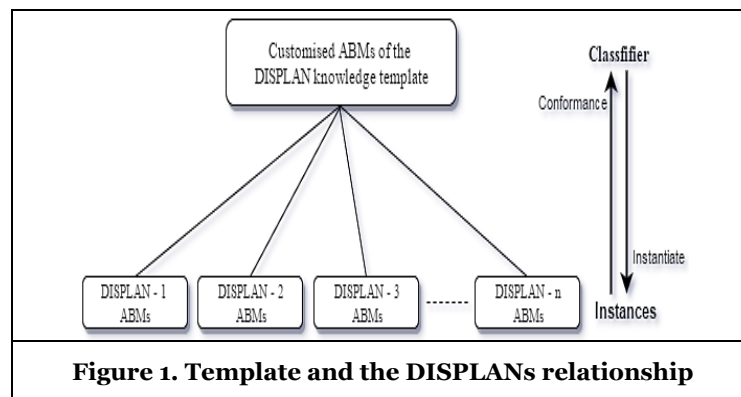 Customised ABMs of the
DISPLAN knowledge template
Classfifier
Conformance
Instantiate
DISPLAN - 1
ABMs
DISPLAN - 2
ABMs
DISPLAN - 3
ABMs
DISPLAN - n
ABMs
Instances
Figure 1. Template and the DISPLANs relationship